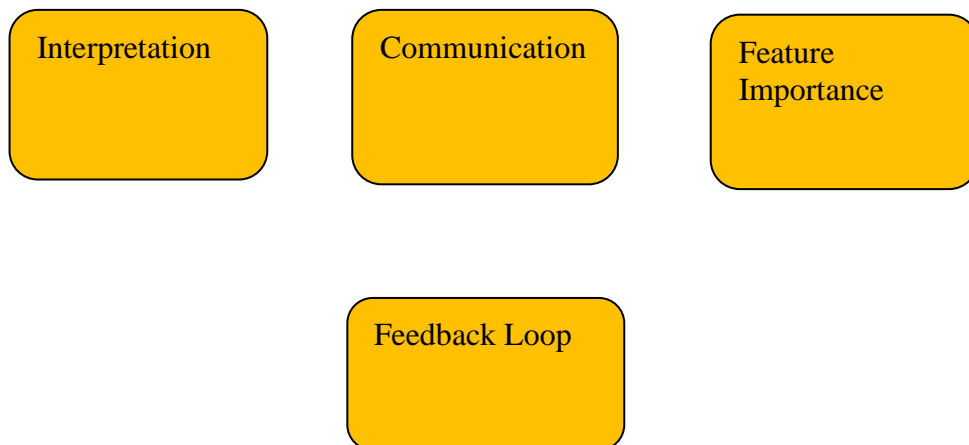 Interpretation
Communication
Feature
Importance
Feedback Loop